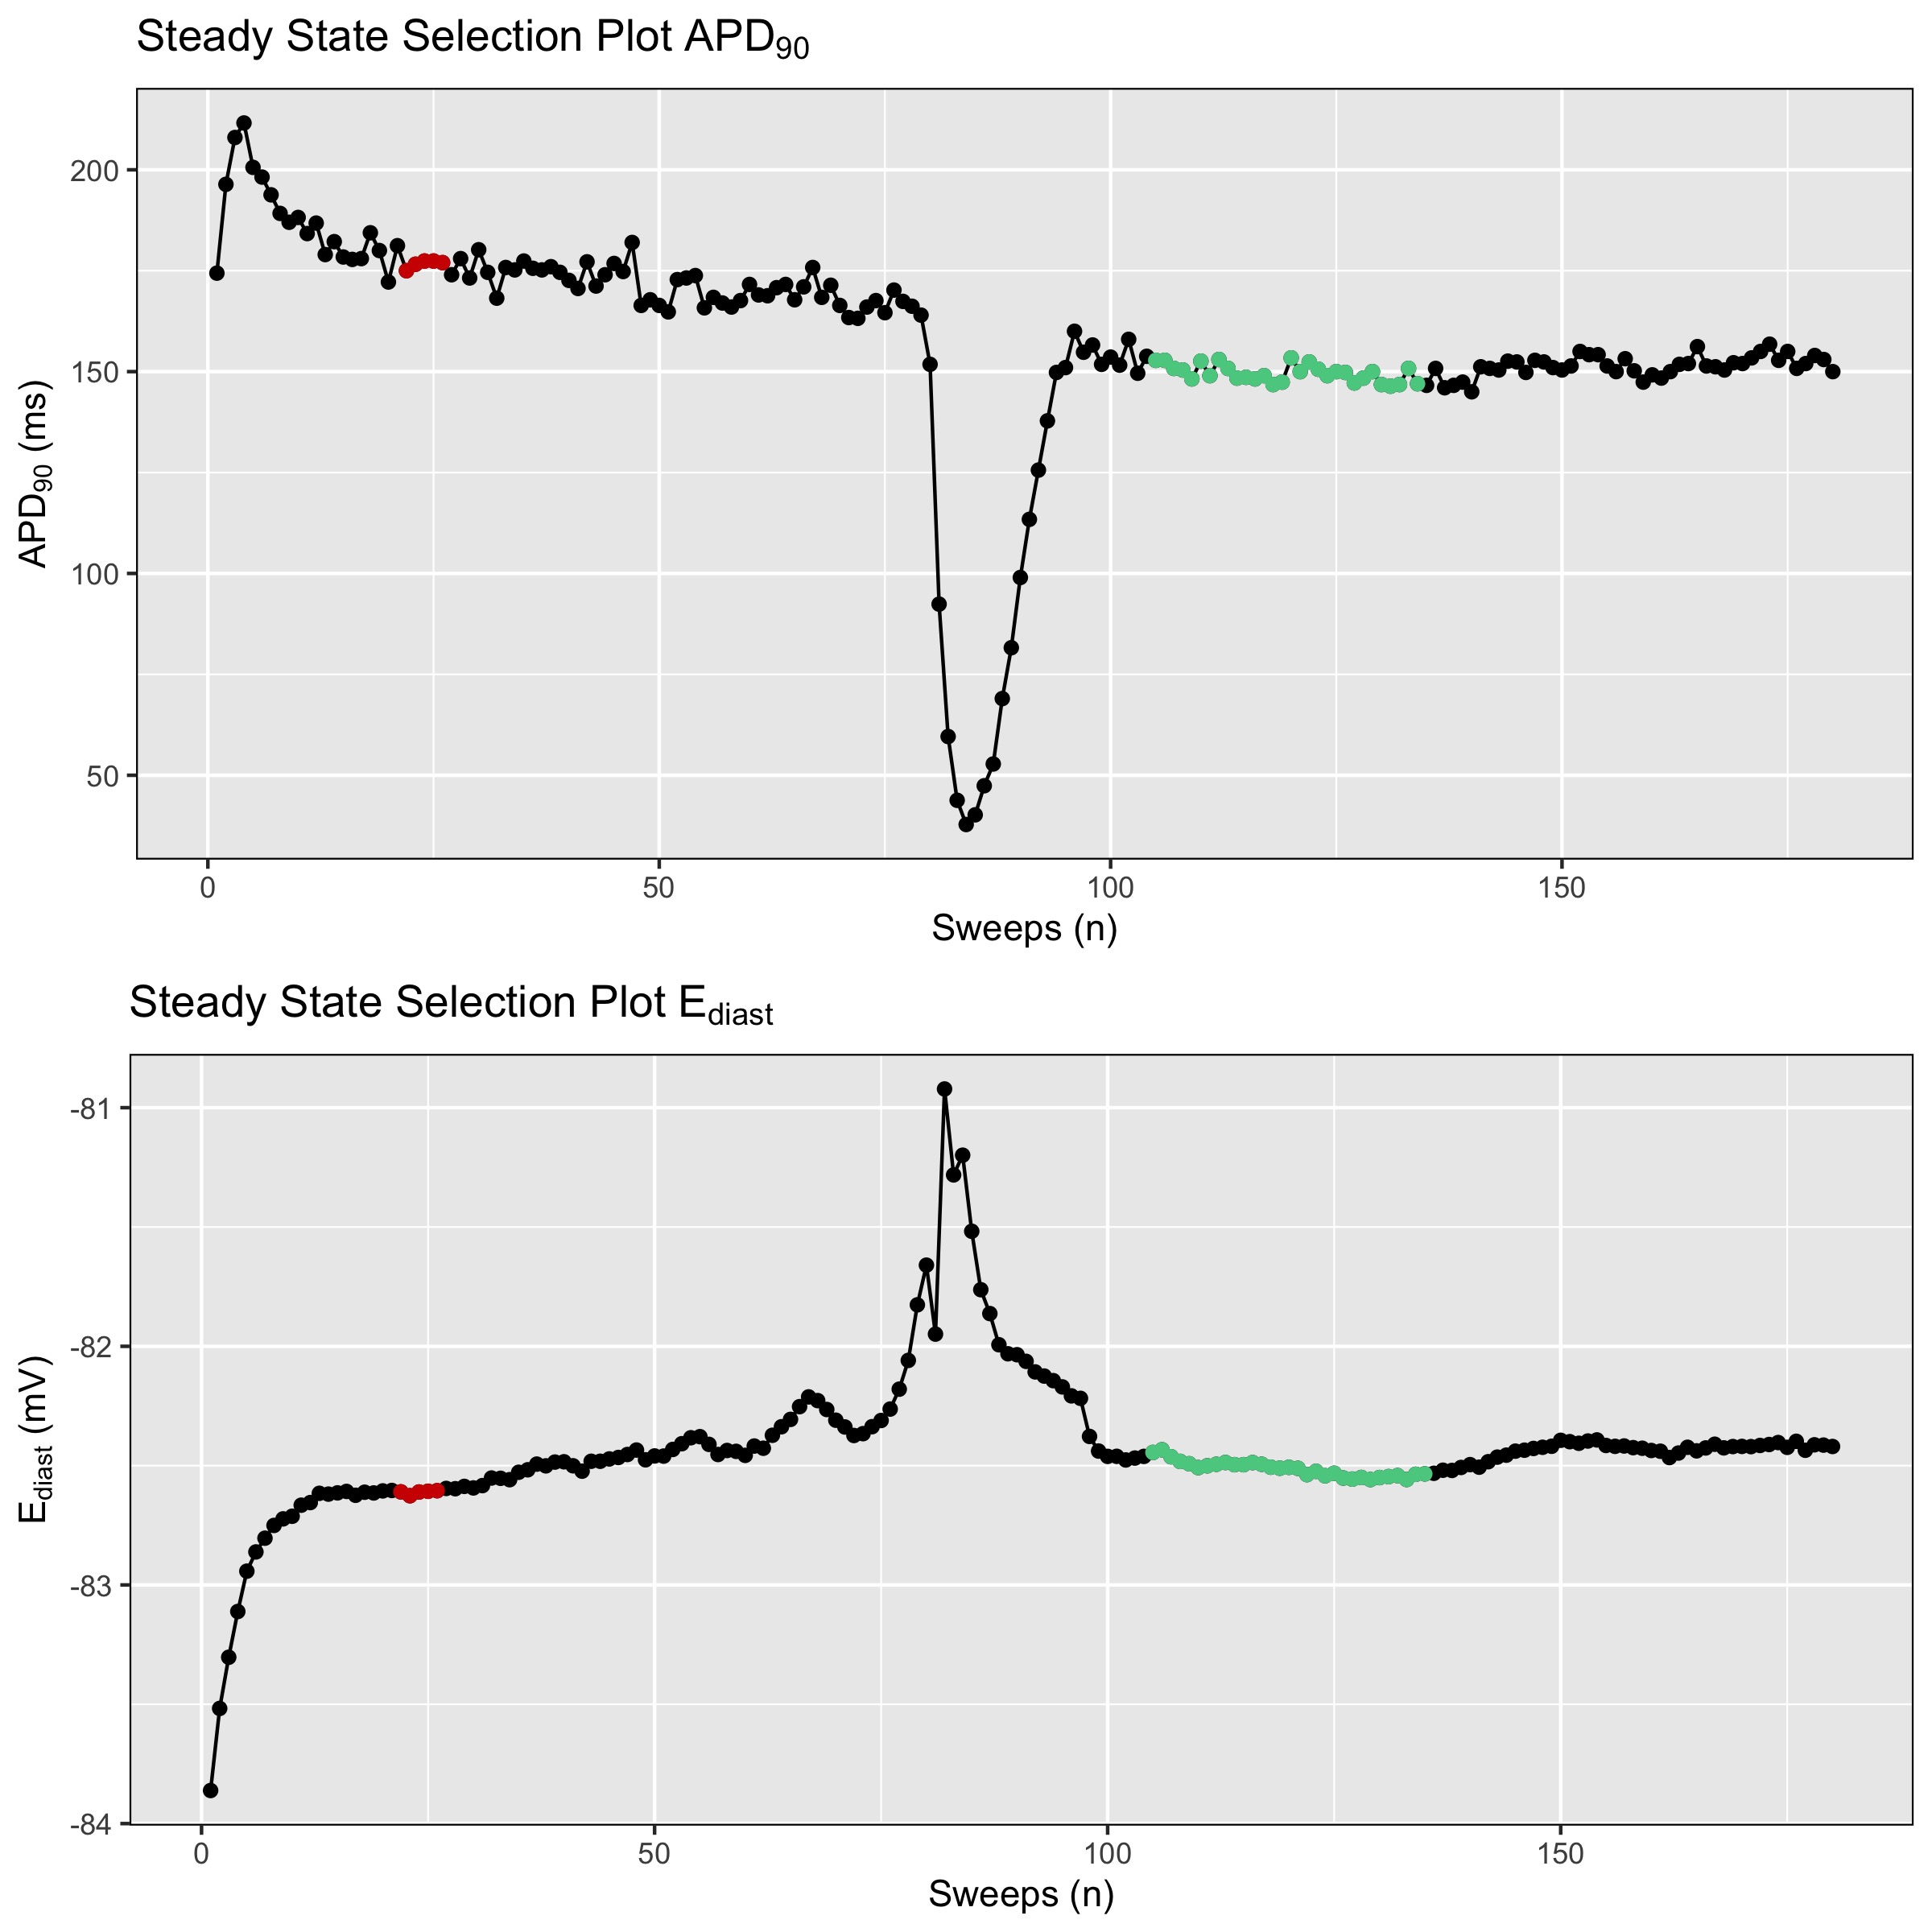 Steady State Selection Plot APD90
200
150
100
50
APD90 (ms)
0 50 100 150
Sweeps (n)
Steady State Selection Plot Ediast
-81
-82
-83
-84
Ediast (mV)
0 50 100 150
Sweeps (n)